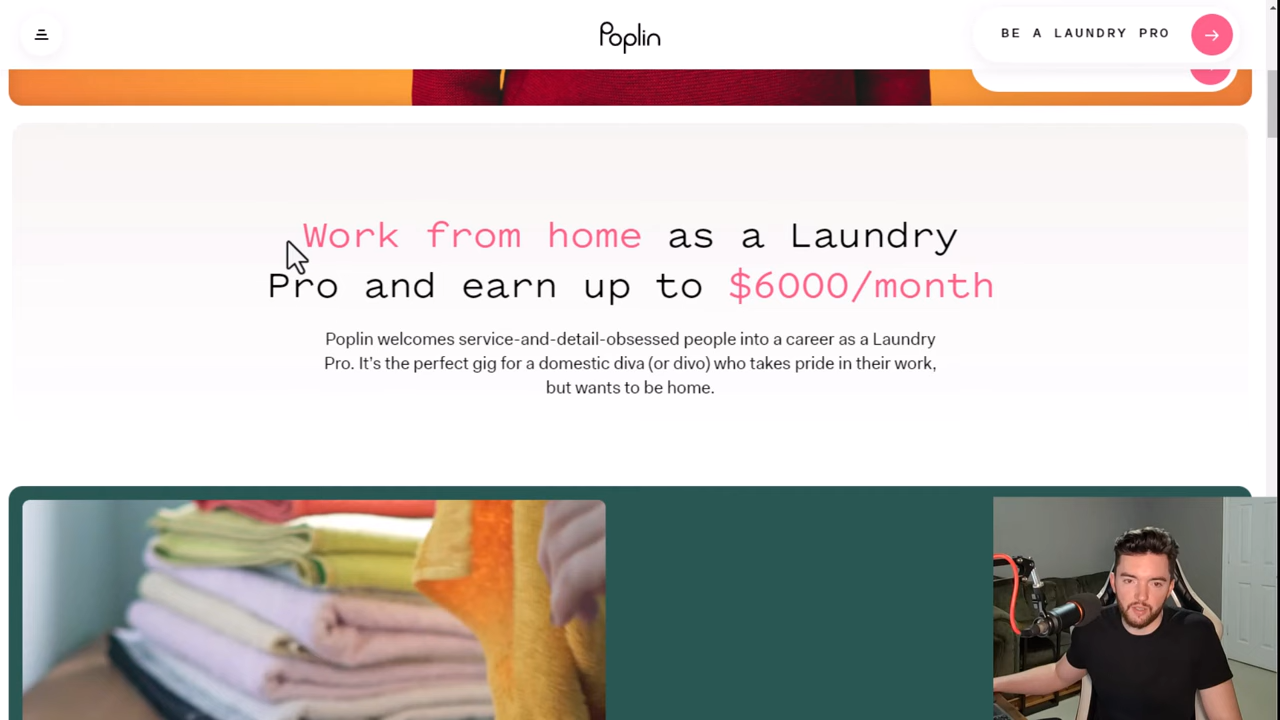 Poplin
BE A LAUNDRY PRO
Work from home as a Laundry
Pro and earn up to $6000/month
Poplin welcomes service-and-detail-obsessed people into a career as a Laundry
Pro. It's the perfect gig for a domestic diva (or divo) who takes pride in their work,
but wants to be home.